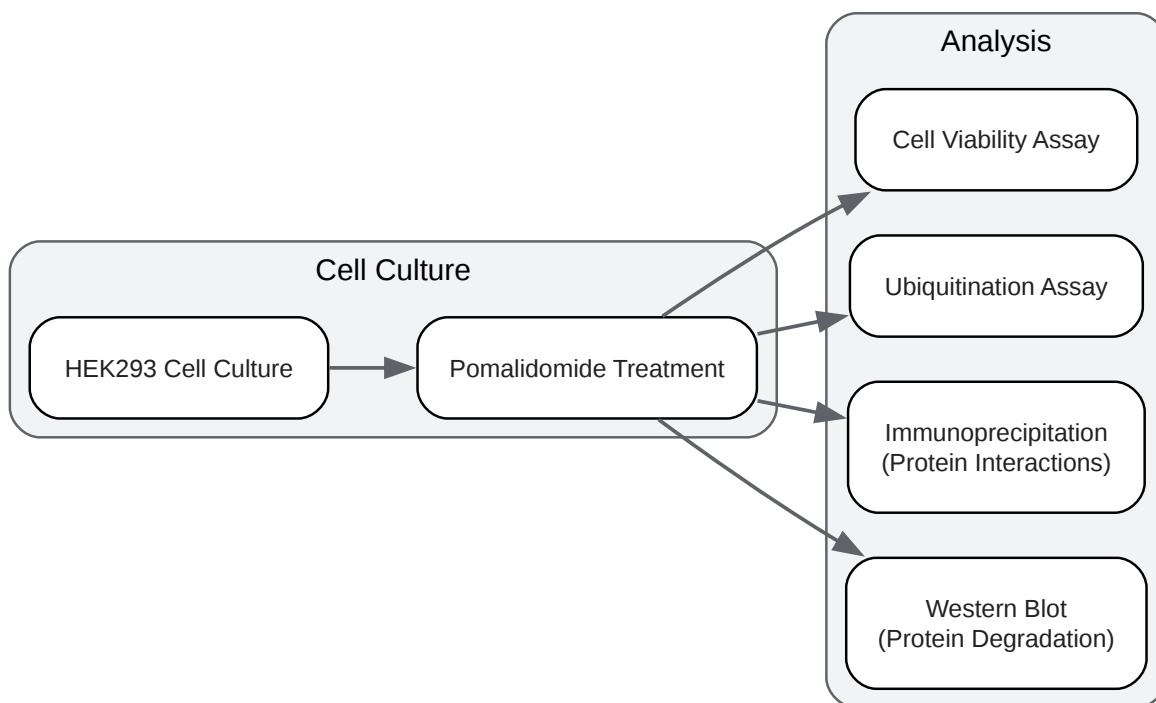 Cell Culture
HEK293 Cell Culture
Pomalidomide Treatment
Analysis
Cell Viability Assay
Ubiquitination Assay
Immunoprecipitation
(Protein Interactions)
Western Blot
(Protein Degradation)